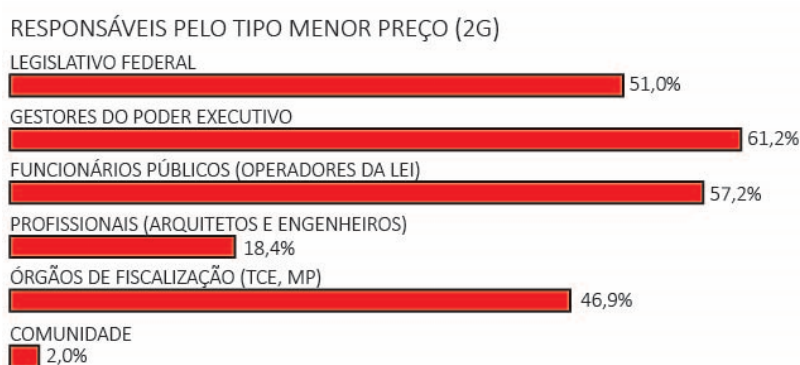 RESPONSÁVEIS PELO TIPO MENOR PREÇO (2G)
LEGISLATIVO FEDERAL
51,0%
GESTORES DO PODER EXECUTIVO
61,2%
FUNCIONÁRIOS PÚBLICOS (OPERADORES DA LEI)
57,2%
PROFISSIONAIS (ARQUITETOS E ENGENHEIROS)
18,4%
ÓRGÃOS DE FISCALIZAÇÃO (TCE, MP)
46,9%
COMUNIDADE
2,0%